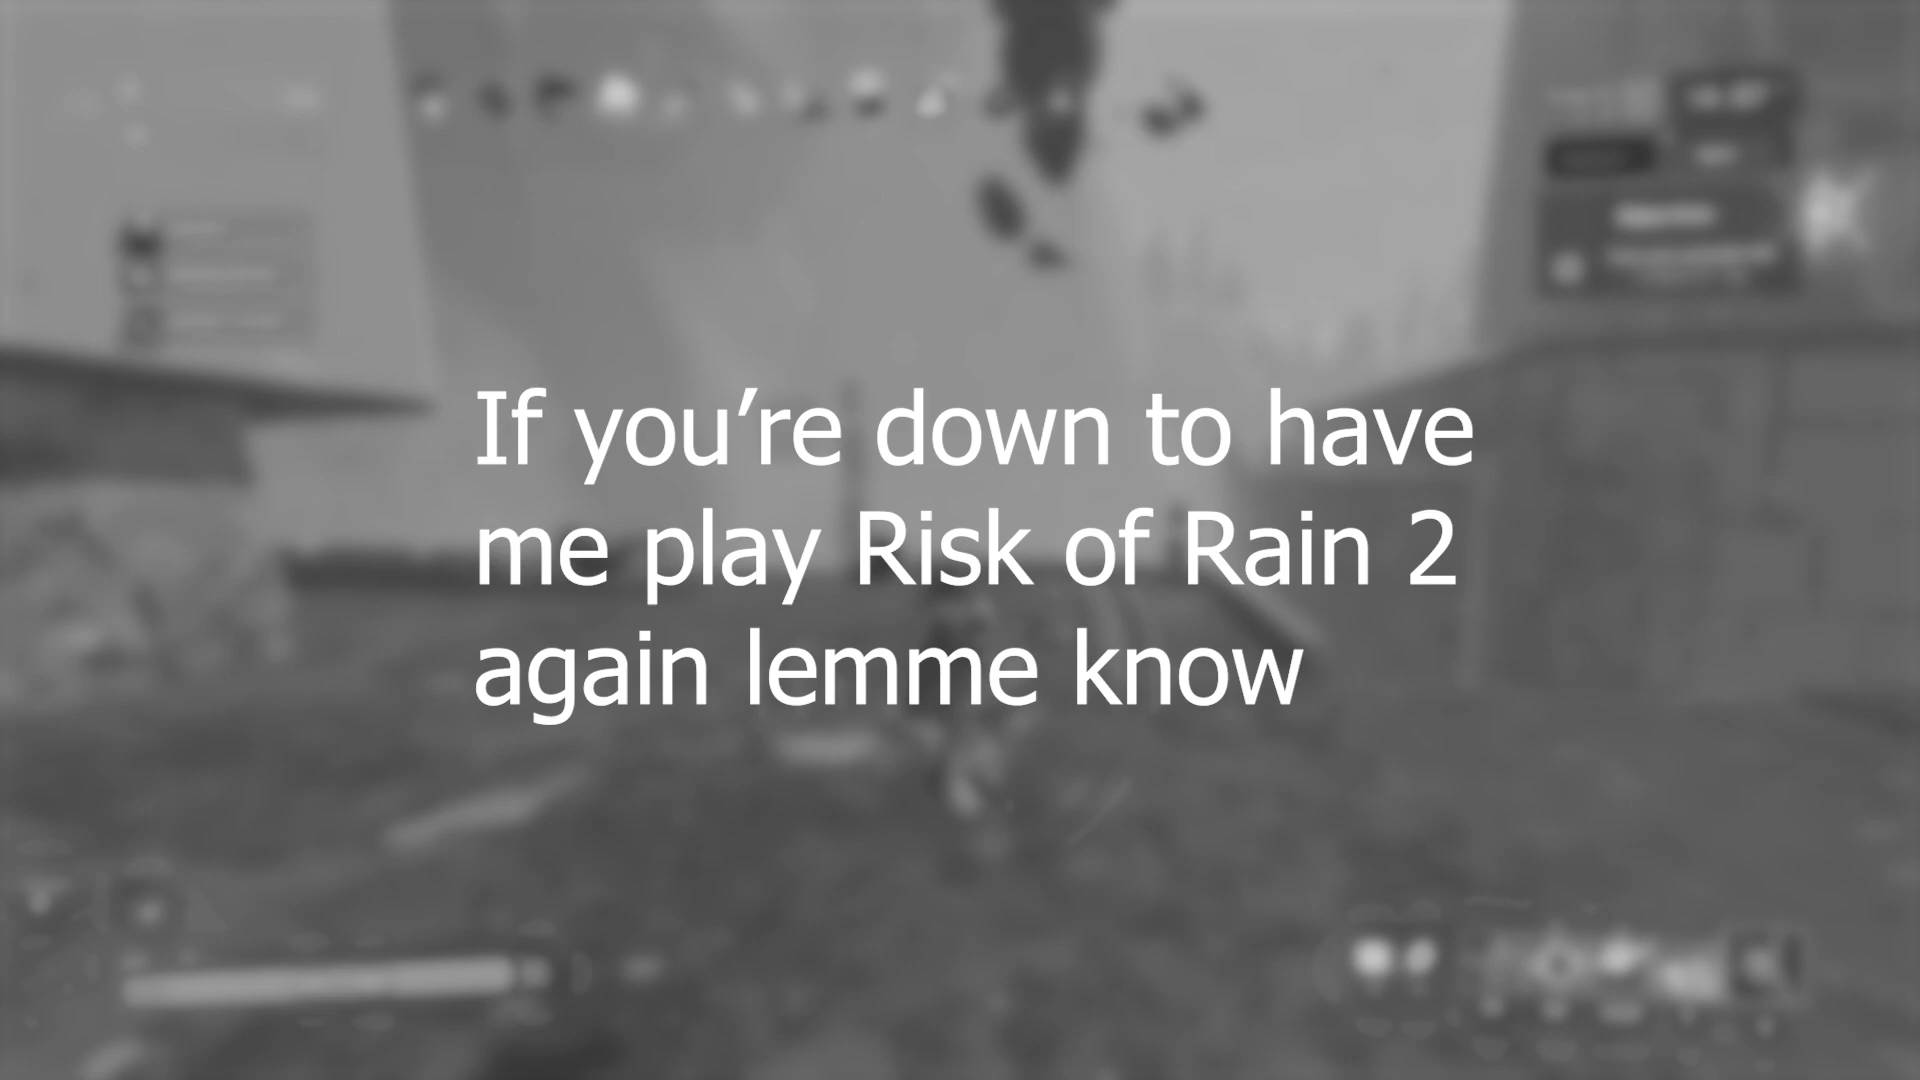 If you’re down to have
me play Risk of Rain 2
again lemme know